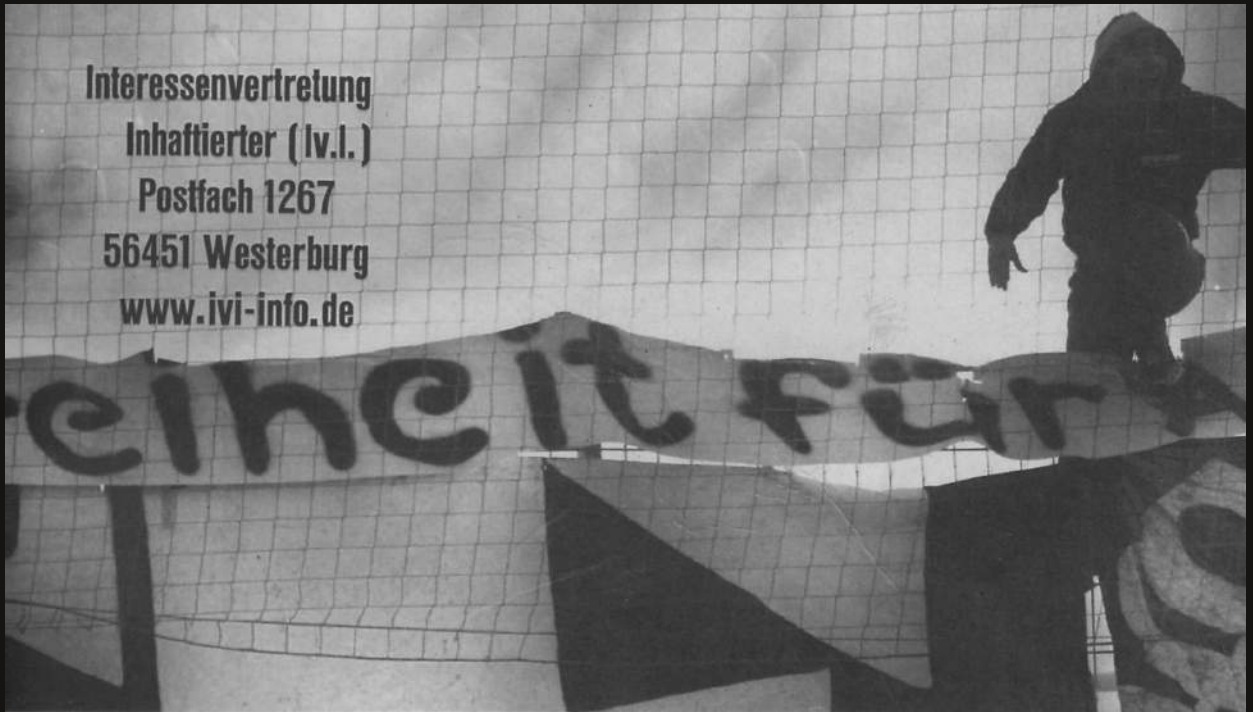 Interessenvertretung
Inhaftierter (Iv.I.)
Postfach 1267
56451 Westerburg
www.ivi-info.de
eiheit für